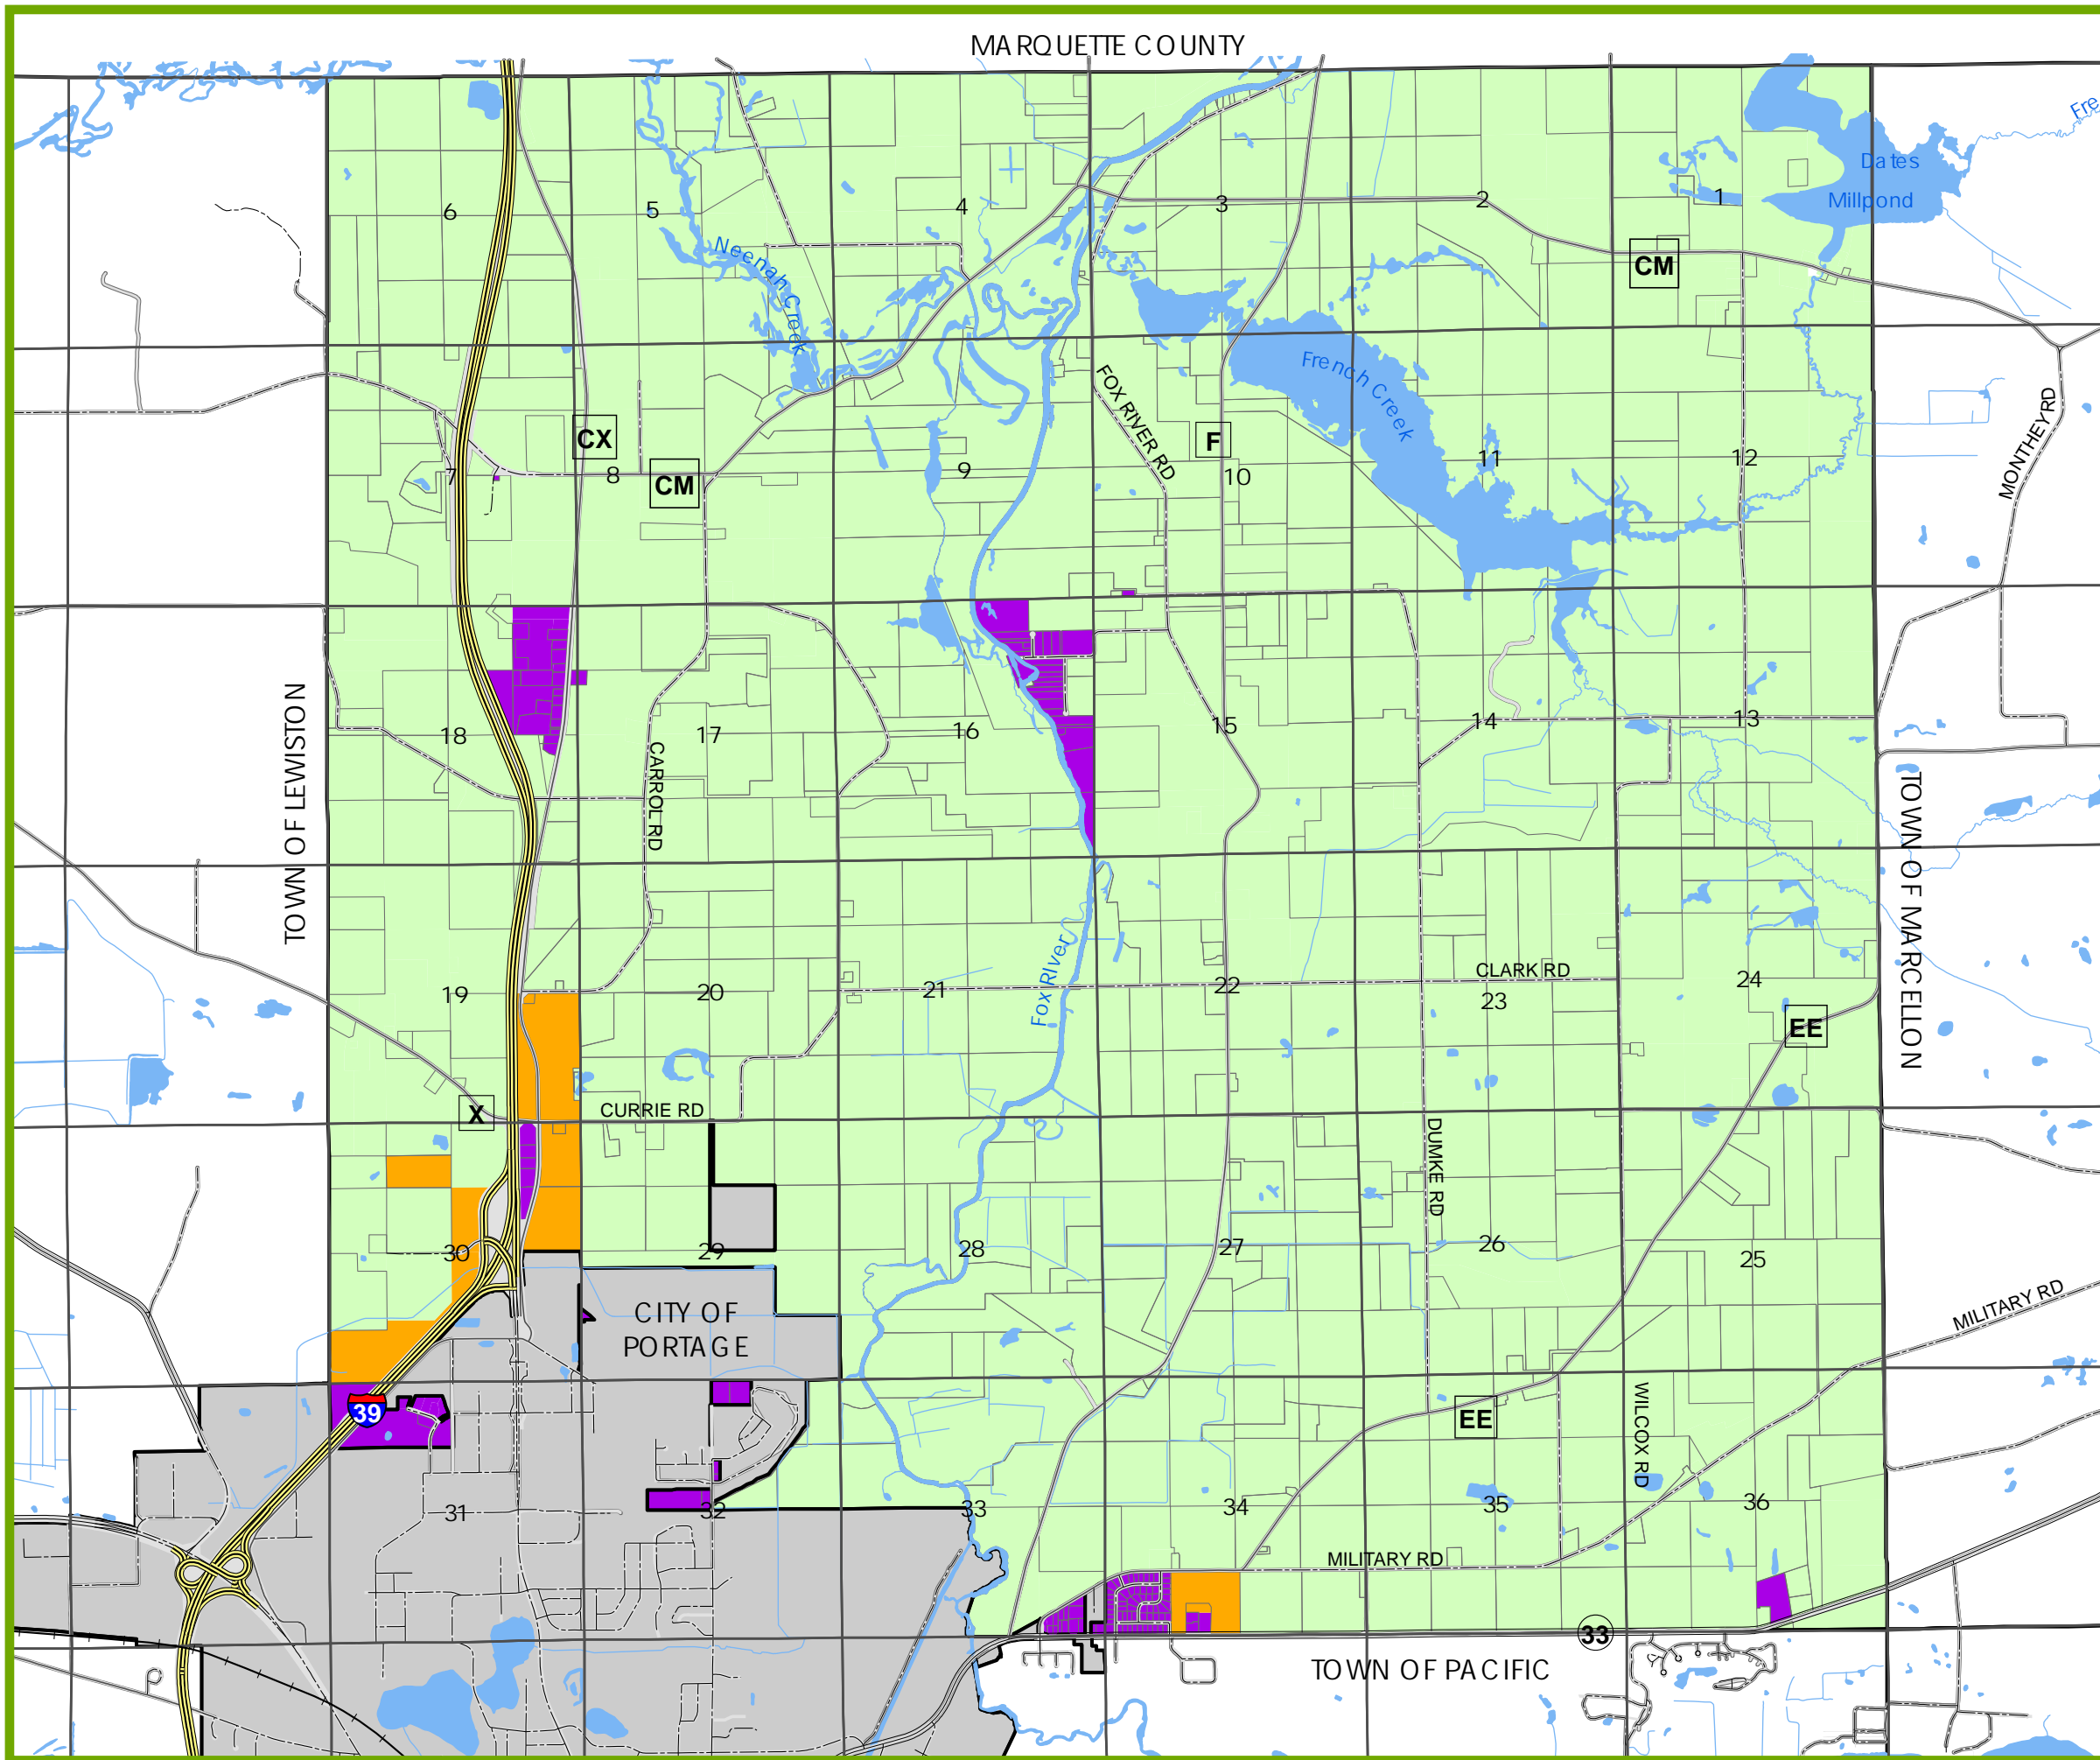 MARQUETTE COUNTY
Fre
Dates
Millpond
6
5
4
3
2
1
Neenah Creek
CM
French Creek
FOX RIVER RD
MONTHEY RD
CX
F
7
8
CM
9
10
11
12
TOWN OF LEWISTON
18
17
16
15
14
13
CARROL RD
TOWN OF MARCELLON
Fox RIver
CLARK RD
19
20
21
22
23
24
EE
X
CURRIE RD
DUMKE RD
30
29
28
27
26
25
CITY OF
PORTAGE
MILITARY RD
39
EE
WILCOX RD
31
32
33
34
35
36
MILITARY RD
33
TOWN OF PACIFIC